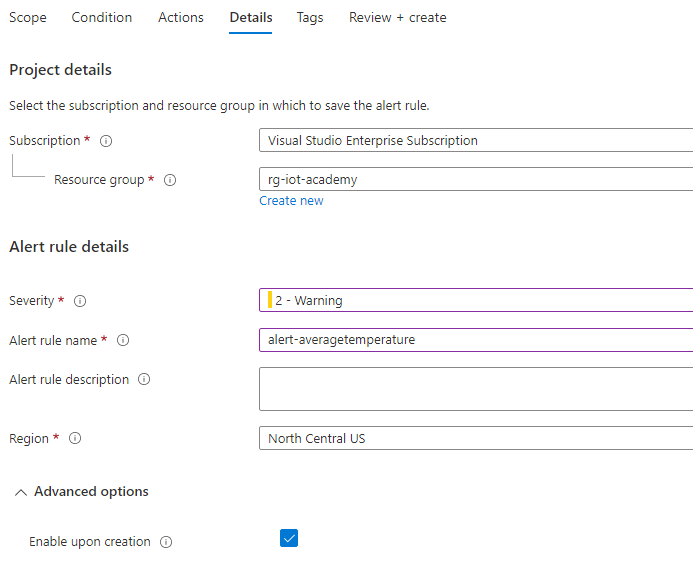 Scope Condition Actions Details Tags Review + create
Project details
Select the subscription and resource group in which to save the alert rule.
Subscription * Visual Studio Enterprise Subscription
Resource group * rg-iot-academy
Create new
Alert rule details
Severity * 2 - Warning
Alert rule name * alert-averagetemperature
Alert rule description
Region * North Central US
Advanced options
Enable upon creation